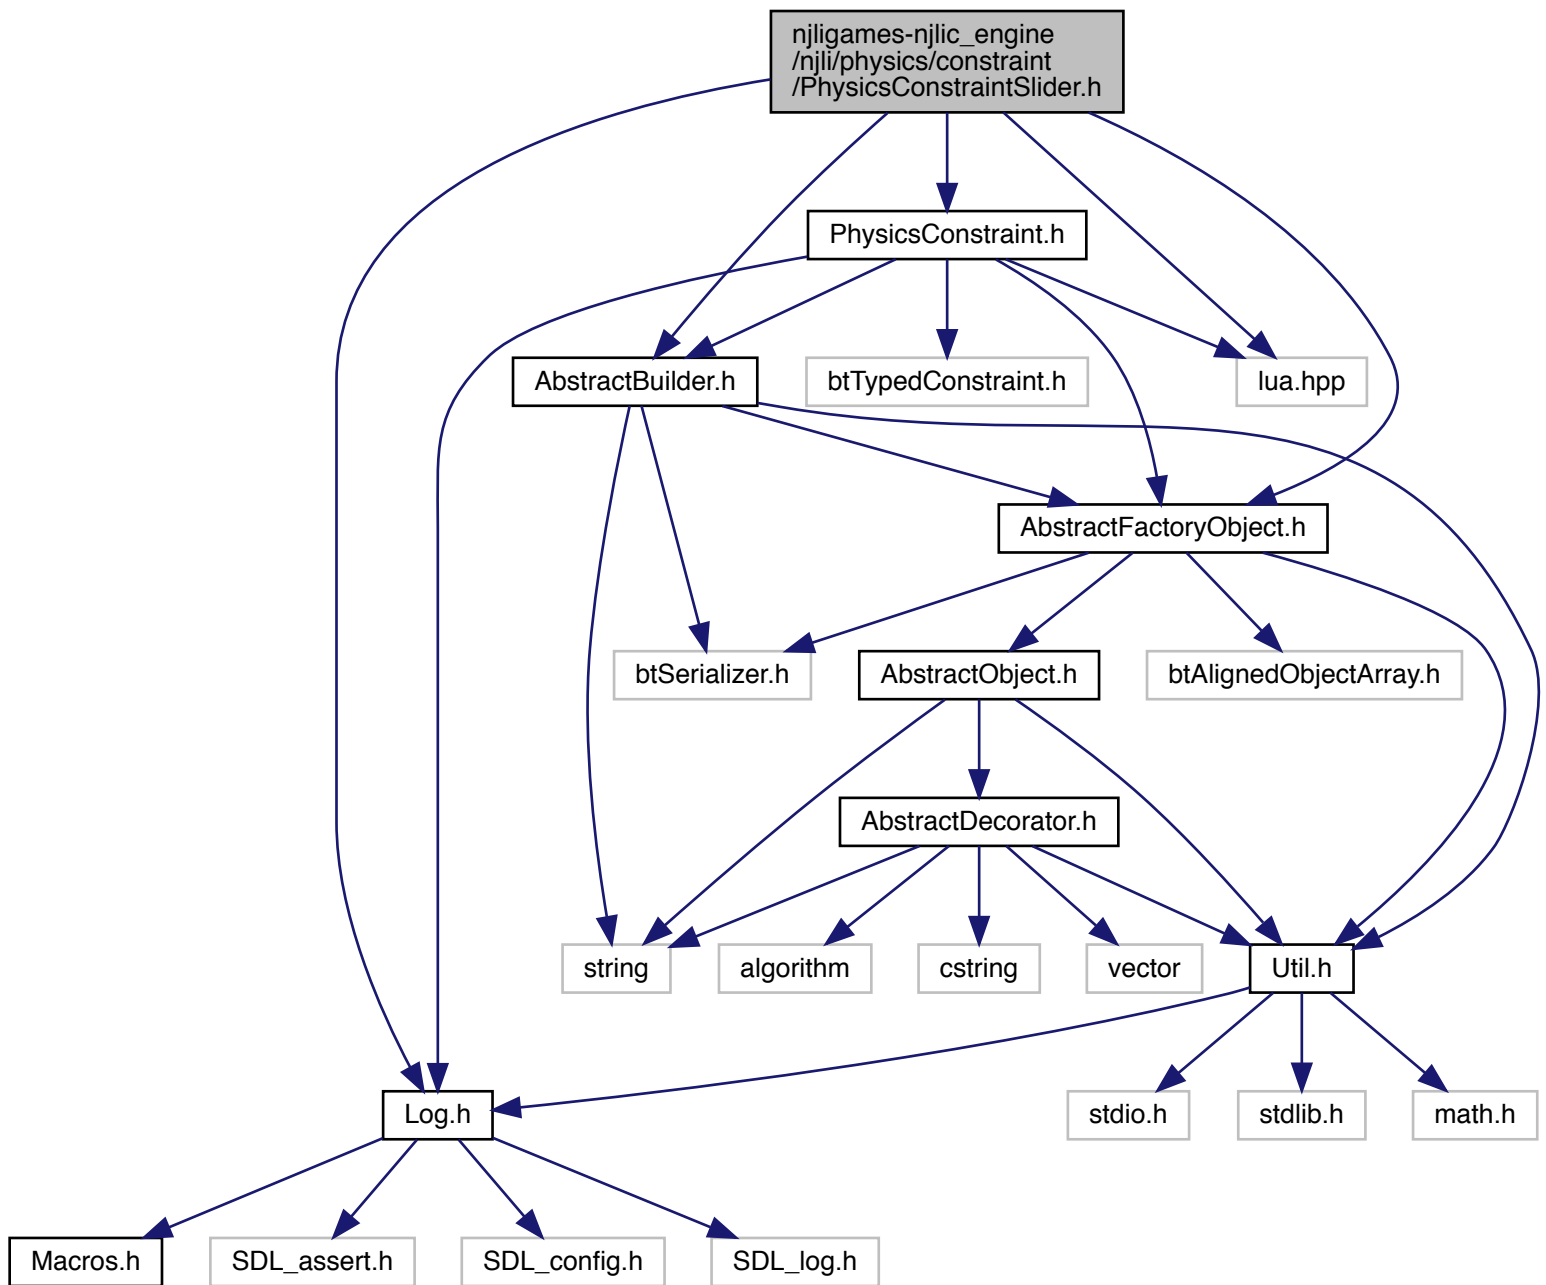 njligames-njlic_engine
/njli/physics/constraint
/PhysicsConstraintSlider.h
PhysicsConstraint.h
AbstractBuilder.h
btTypedConstraint.h
lua.hpp
AbstractFactoryObject.h
btSerializer.h
AbstractObject.h
btAlignedObjectArray.h
AbstractDecorator.h
string
algorithm
cstring
vector
Util.h
Log.h
stdio.h
stdlib.h
math.h
Macros.h
SDL_assert.h
SDL_config.h
SDL_log.h